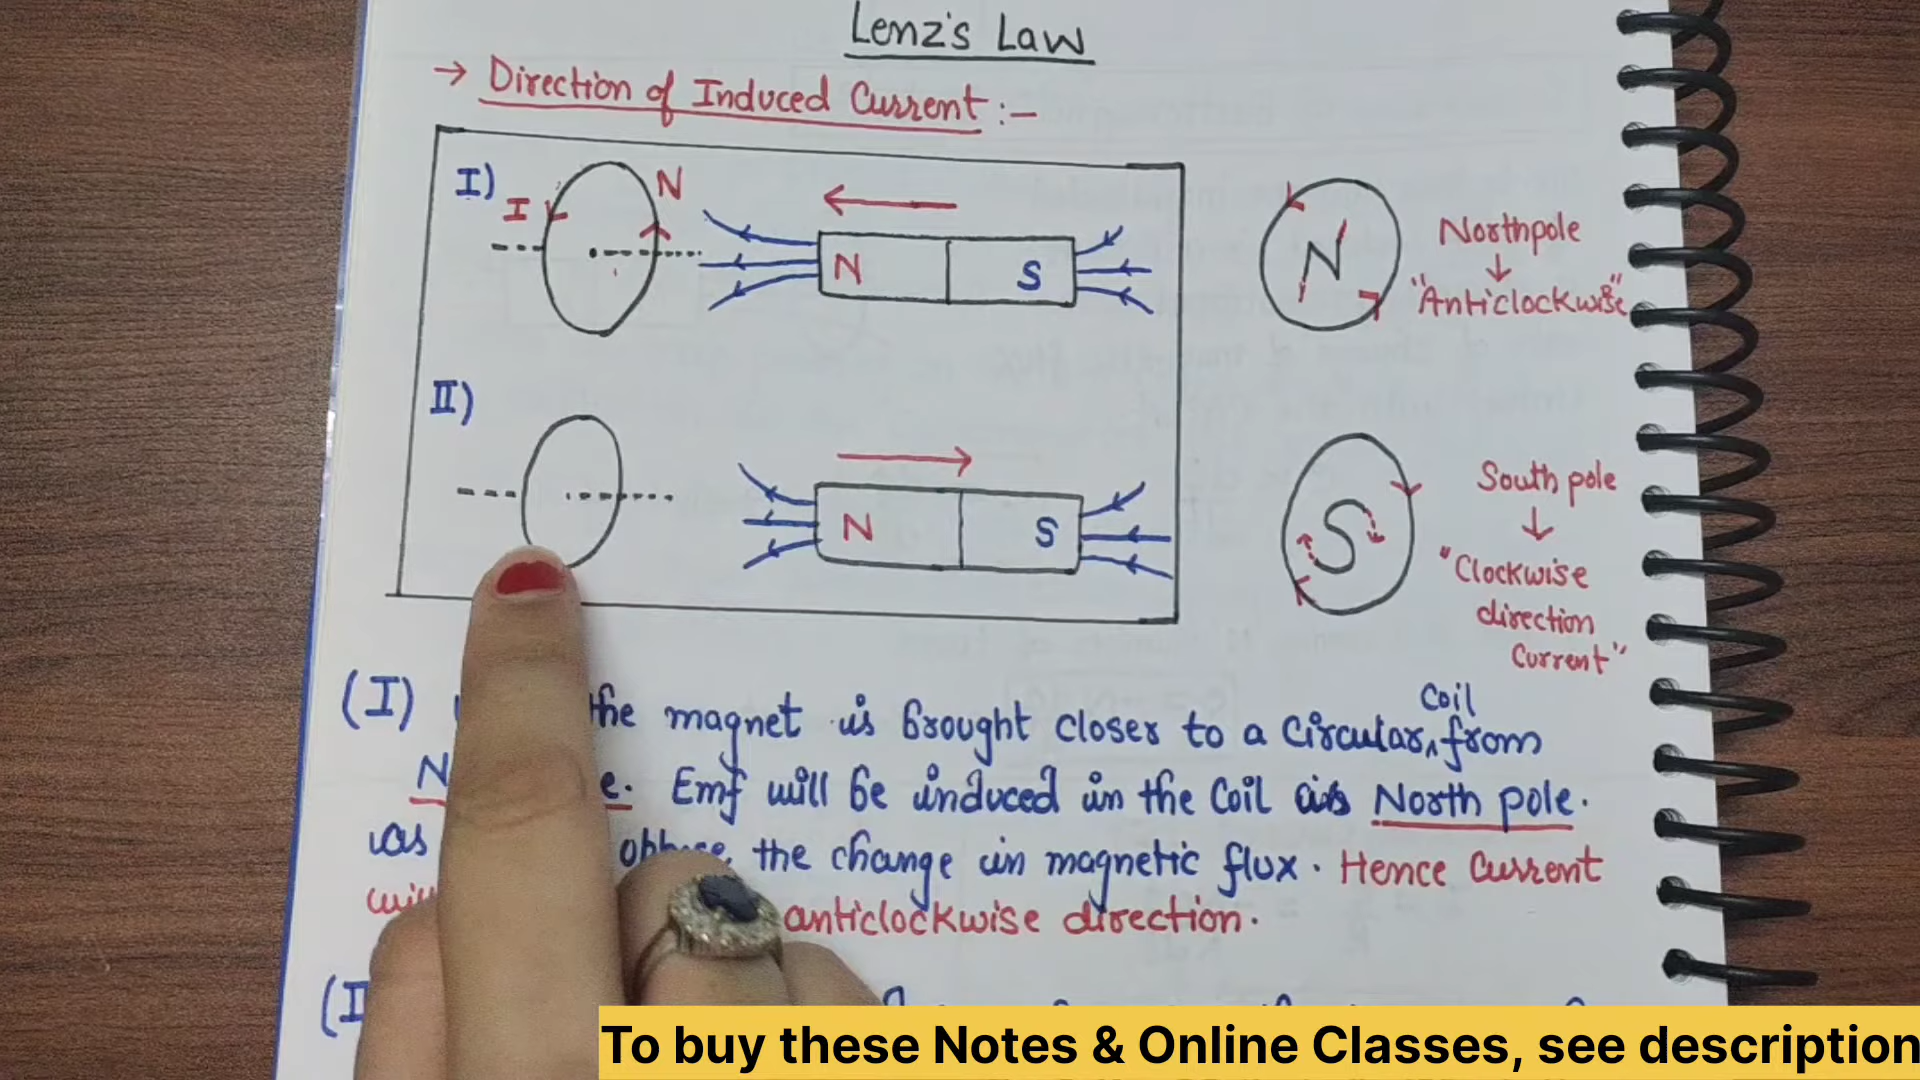 Lenz's Law
→ Direction of Induced Current :-
I)
I
N
N
S
N
Northpole
↓
"Anticlockwise"
II)
N
S
S
South pole
↓
"Clockwise
direction
Current"
(I) the magnet is brought closer to a Circular coil from
N e. Emf will be induced in the Coil as North pole.
as oppose the change in magnetic flux. Hence Current
anticlockwise direction.
To buy these Notes & Online Classes, see description